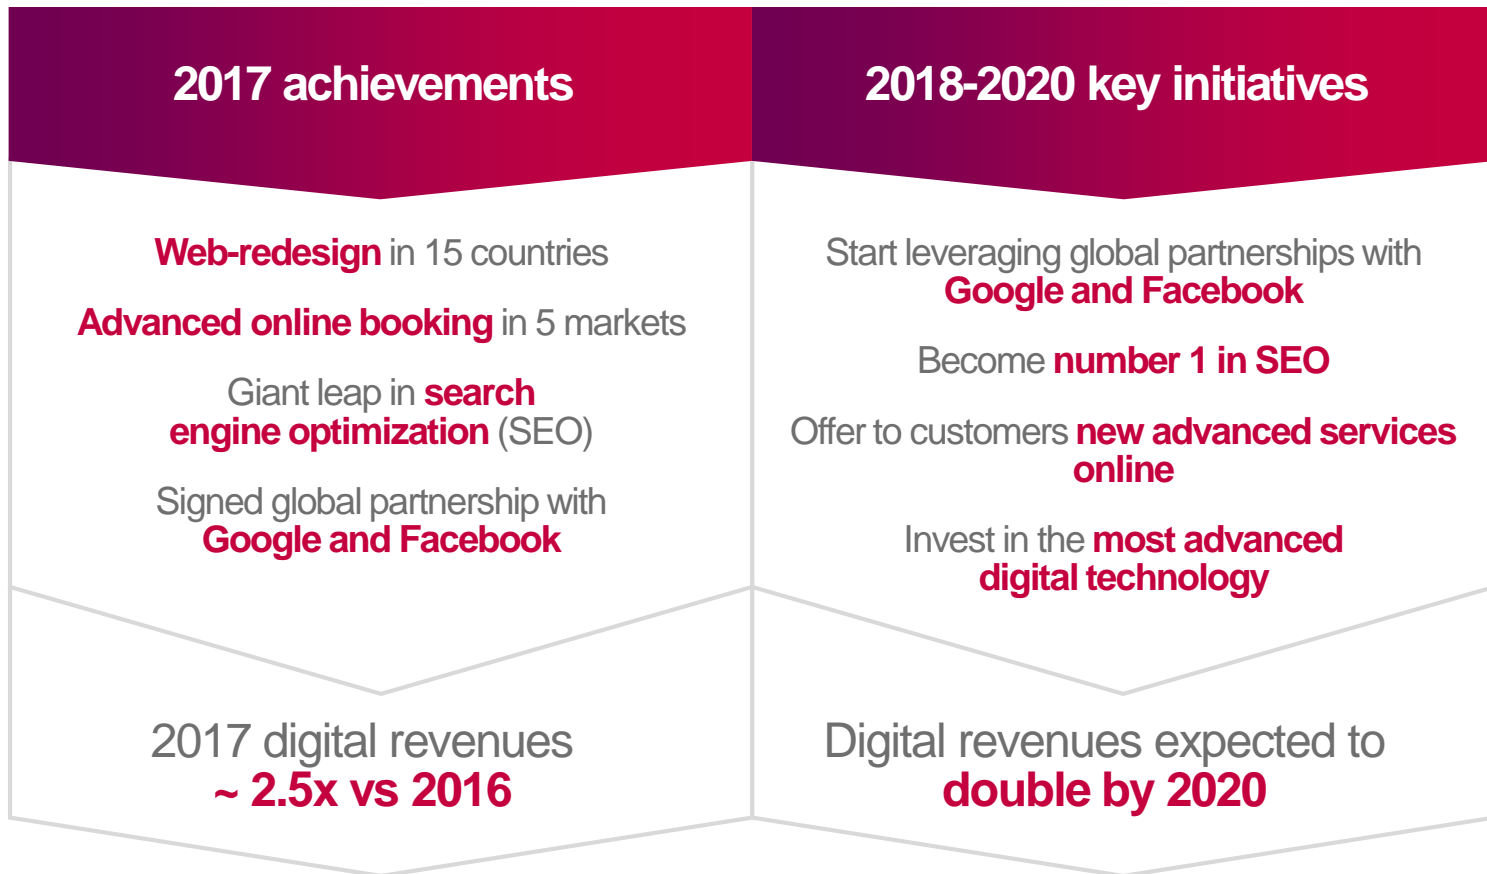 2017 achievements
Web-redesign in 15 countries
Advanced online booking in 5 markets
Giant leap in search
engine optimization (SEO)
Signed global partnership with
Google and Facebook
2017 digital revenues
~ 2.5x vs 2016
2018-2020 key initiatives
Start leveraging global partnerships with
Google and Facebook
Become number 1 in SEO
Offer to customers new advanced services
online
Invest in the most advanced
digital technology
Digital revenues expected to
double by 2020